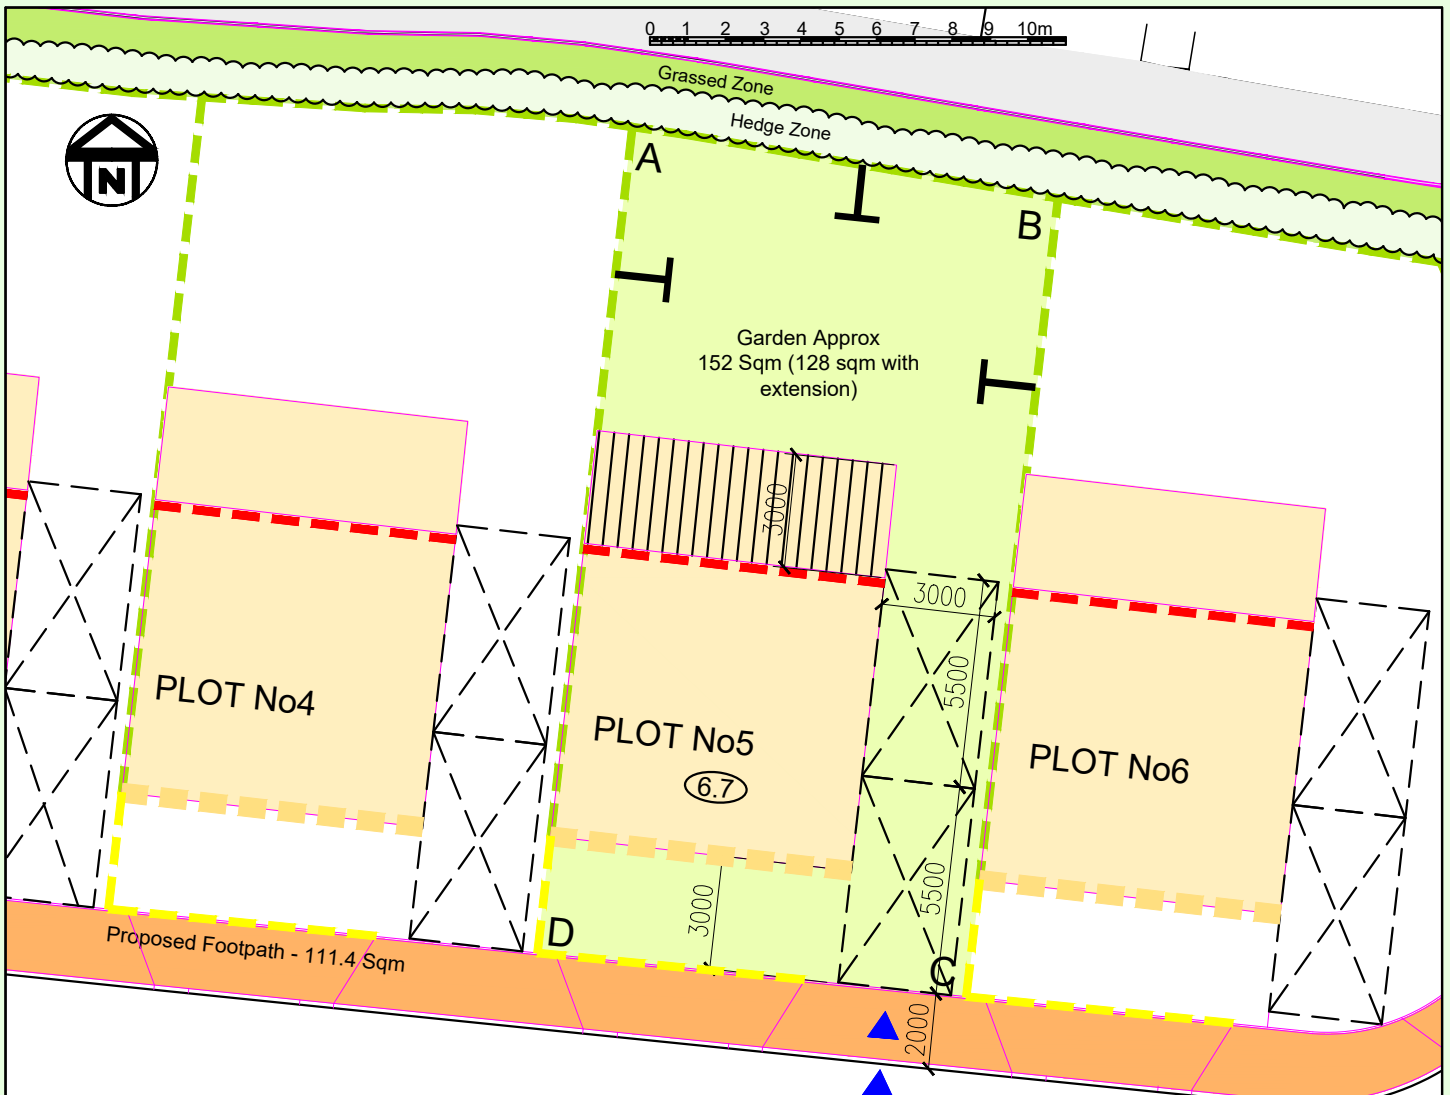 0 1 2 3 4 5 6 7 8 9 10m
Grassed Zone
Hedge Zone
N
A
B
Garden Approx
152 Sqm (128 sqm with
extension)
3000
3000
5500
PLOT No4
PLOT No5
6.7
PLOT No6
5500
3000
D
C
Proposed Footpath - 111.4 Sqm
2000